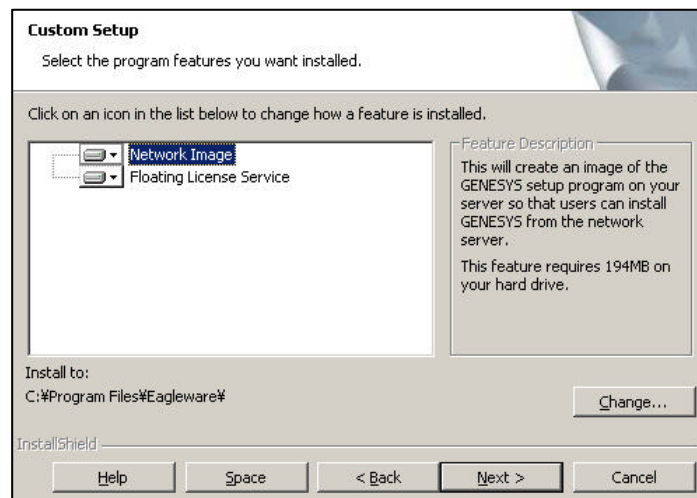 Custom Setup
Select the program features you want installed.
Click on an icon in the list below to change how a feature is installed.
Network Image
Floating License Service
Feature Description
This will create an image of the
GENESYS setup program on your
server so that users can install
GENESYS from the network
server.
This feature requires 194MB on
your hard drive.
Install to:
C:¥Program Files¥Eagleware¥
Change...
InstallShield
Help
Space
< Back
Next >
Cancel